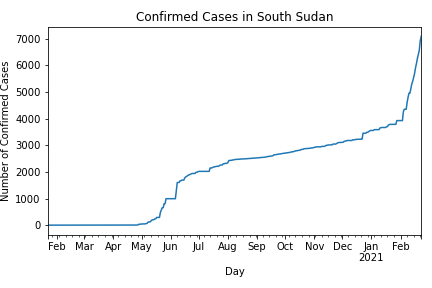 Confirmed Cases in South Sudan
Number of Confirmed Cases
7000
6000
5000
4000
3000
2000
1000
0
Feb Mar Apr May Jun Jul Aug Sep Oct Nov Dec Jan Feb
2021
Day